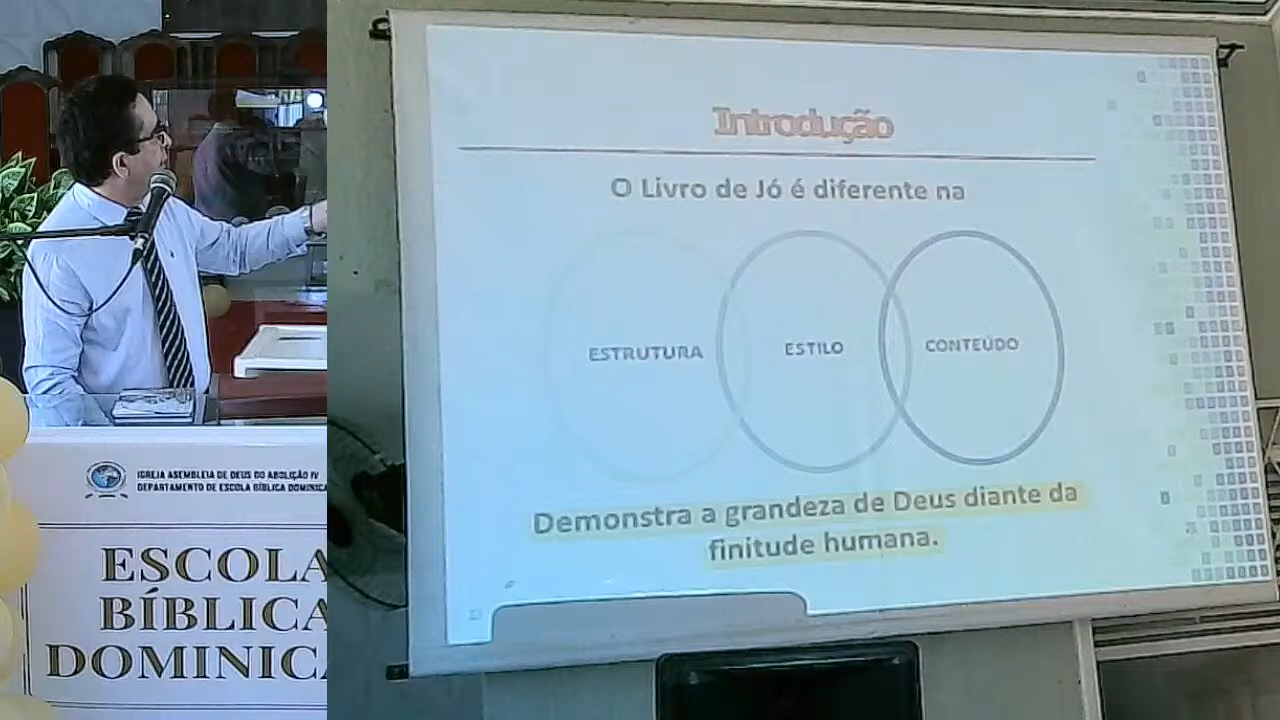 Introdução
O Livro de Jó é diferente na
ESTRUTURA
ESTILO
CONTEÚDO
Demonstra a grandeza de Deus diante da
finitude humana.
IGREJA ASSEMBLEIA DE DEUS DO ABOLIÇÃO IV
DEPARTAMENTO DE ESCOLA BÍBLICA DOMINICA
ESCOLA
BÍBLICA
DOMINICA